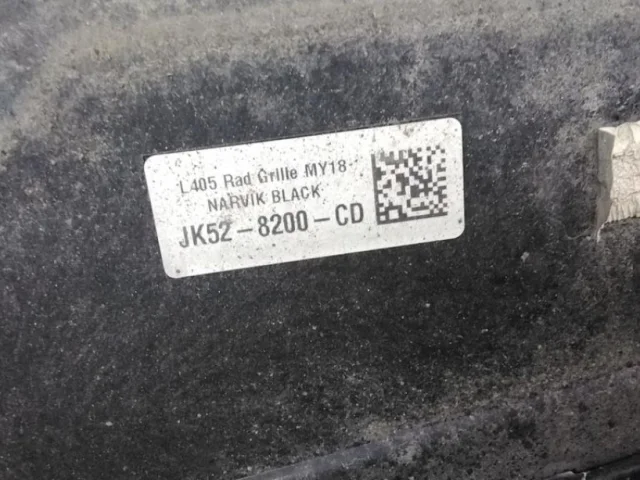 L405 Rad Grille MY18
NARVIK BLACK
JK52-8200-CD